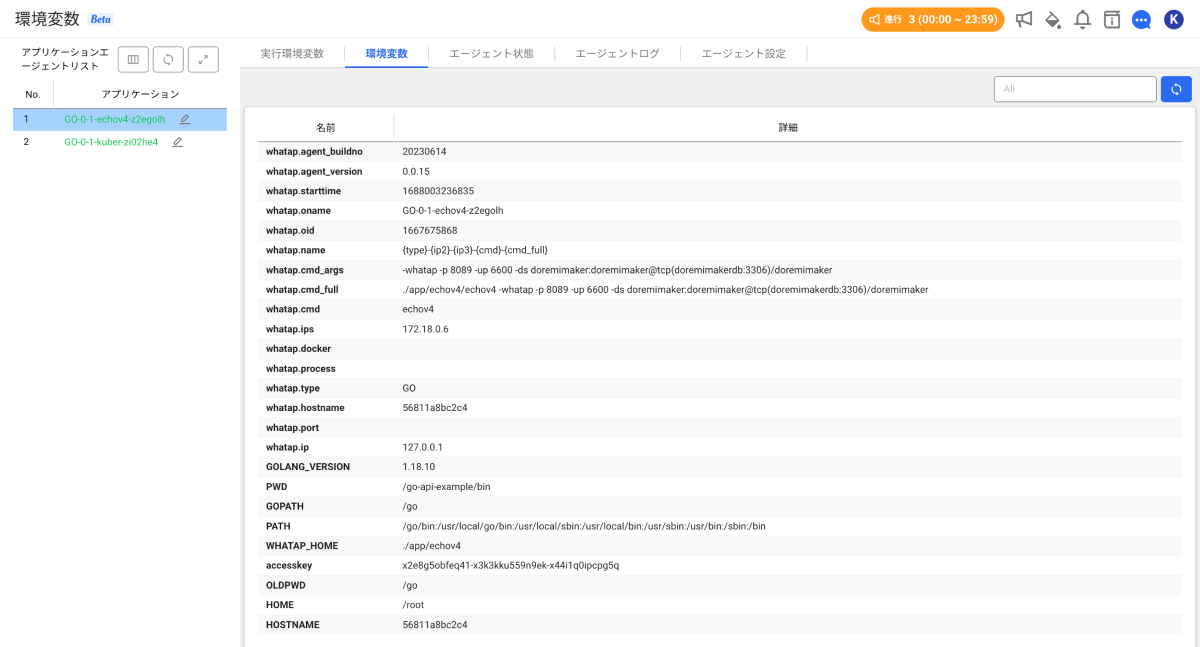 環境変数 Beta
進行 3 (00:00 ~ 23:59)
K
アプリケーションエ
ージェントリスト
No. アプリケーション
1 GO-0-1-echov4-z2egolh
2 GO-0-1-kuber-zi02he4
実行環境変数 環境変数 エージェント状態 エージェントログ エージェント設定
All
名前 詳細
whatap.agent_buildno 20230614
whatap.agent_version 0.0.15
whatap.starttime 1688003236835
whatap.oname GO-0-1-echov4-z2egolh
whatap.oid 1667675868
whatap.name {type}-{ip2}-{ip3}-{cmd}-{cmd_full}
whatap.cmd_args -whatap -p 8089 -up 6600 -ds doremimaker:doremimaker@tcp(doremimakerdb:3306)/doremimaker
whatap.cmd_full ./app/echov4/echov4 -whatap -p 8089 -up 6600 -ds doremimaker:doremimaker@tcp(doremimakerdb:3306)/doremimaker
whatap.cmd echov4
whatap.ips 172.18.0.6
whatap.docker
whatap.process
whatap.type GO
whatap.hostname 56811a8bc2c4
whatap.port
whatap.ip 127.0.0.1
GOLANG_VERSION 1.18.10
PWD /go-api-example/bin
GOPATH /go
PATH /go/bin:/usr/local/go/bin:/usr/local/sbin:/usr/local/bin:/usr/sbin:/usr/bin:/sbin:/bin
WHATAP_HOME ./app/echov4
accesskey x2e8g5obfeq41-x3k3kku559n9ek-x44i1q0ipcpg5q
OLDPWD /go
HOME /root
HOSTNAME 56811a8bc2c4